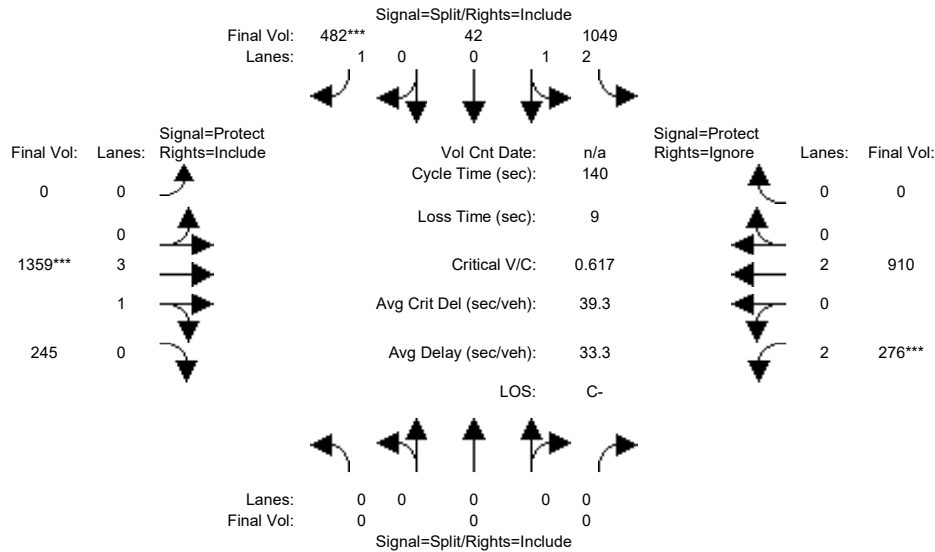 Signal=Split/Rights=Include
Final Vol: 482*** 42 1049
Lanes: 1 0 0 1 2
Signal=Protect Signal=Protect
Final Vol: Lanes: Rights=Include Vol Cnt Date: n/a Rights=Ignore Lanes: Final Vol:
Cycle Time (sec): 140
0 0 0 0
Loss Time (sec): 9
0 0
1359*** 3 Critical V/C: 0.617 2 910
1 Avg Crit Del (sec/veh): 39.3 0
245 0 Avg Delay (sec/veh): 33.3 2 276***
LOS: C-
Lanes: 0 0 0 0 0
Final Vol: 0 0 0
Signal=Split/Rights=Include